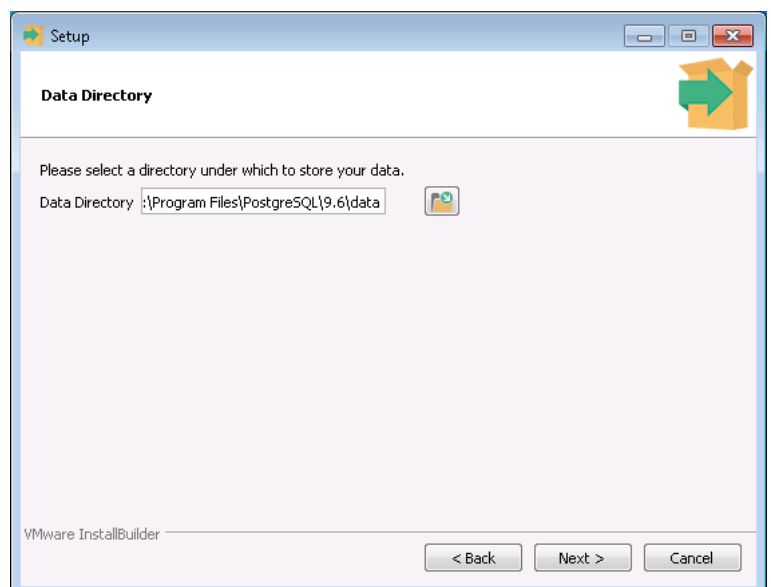 Setup
Data Directory
Please select a directory under which to store your data.
Data Directory :\Program Files\PostgreSQL\9.6\data
VMware InstallBuilder
< Back Next > Cancel